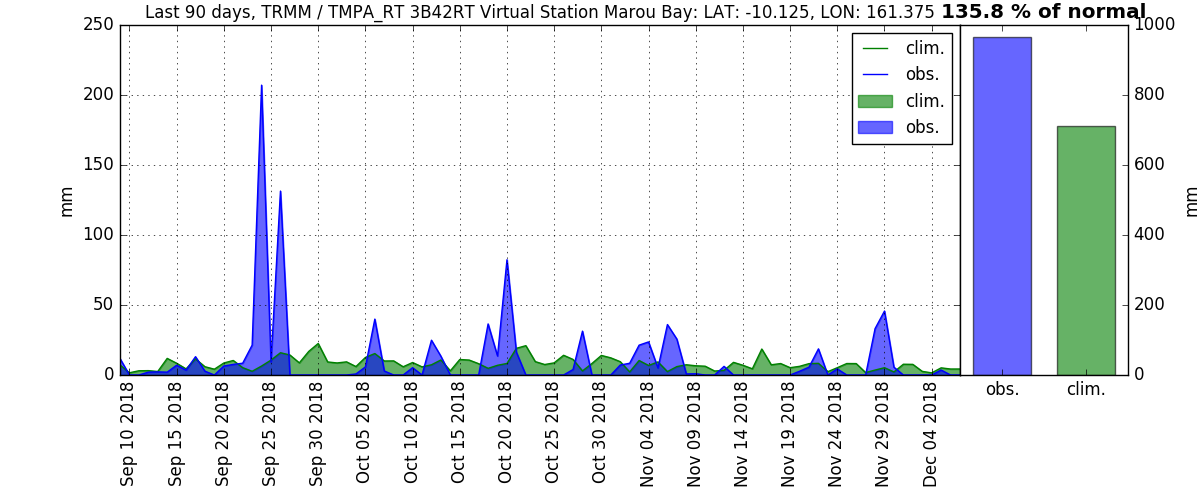 Last 90 days, TRMM / TMPA_RT 3B42RT Virtual Station Marou Bay: LAT: -10.125, LON: 161.375 135.8 % of normal
250
200
150
100
50
0
mm
clim.
obs.
clim.
obs.
1000
800
600
400
200
0
mm
obs.
clim.
Sep 10 2018
Sep 15 2018
Sep 20 2018
Sep 25 2018
Sep 30 2018
Oct 05 2018
Oct 10 2018
Oct 15 2018
Oct 20 2018
Oct 25 2018
Oct 30 2018
Nov 04 2018
Nov 09 2018
Nov 14 2018
Nov 19 2018
Nov 24 2018
Nov 29 2018
Dec 04 2018